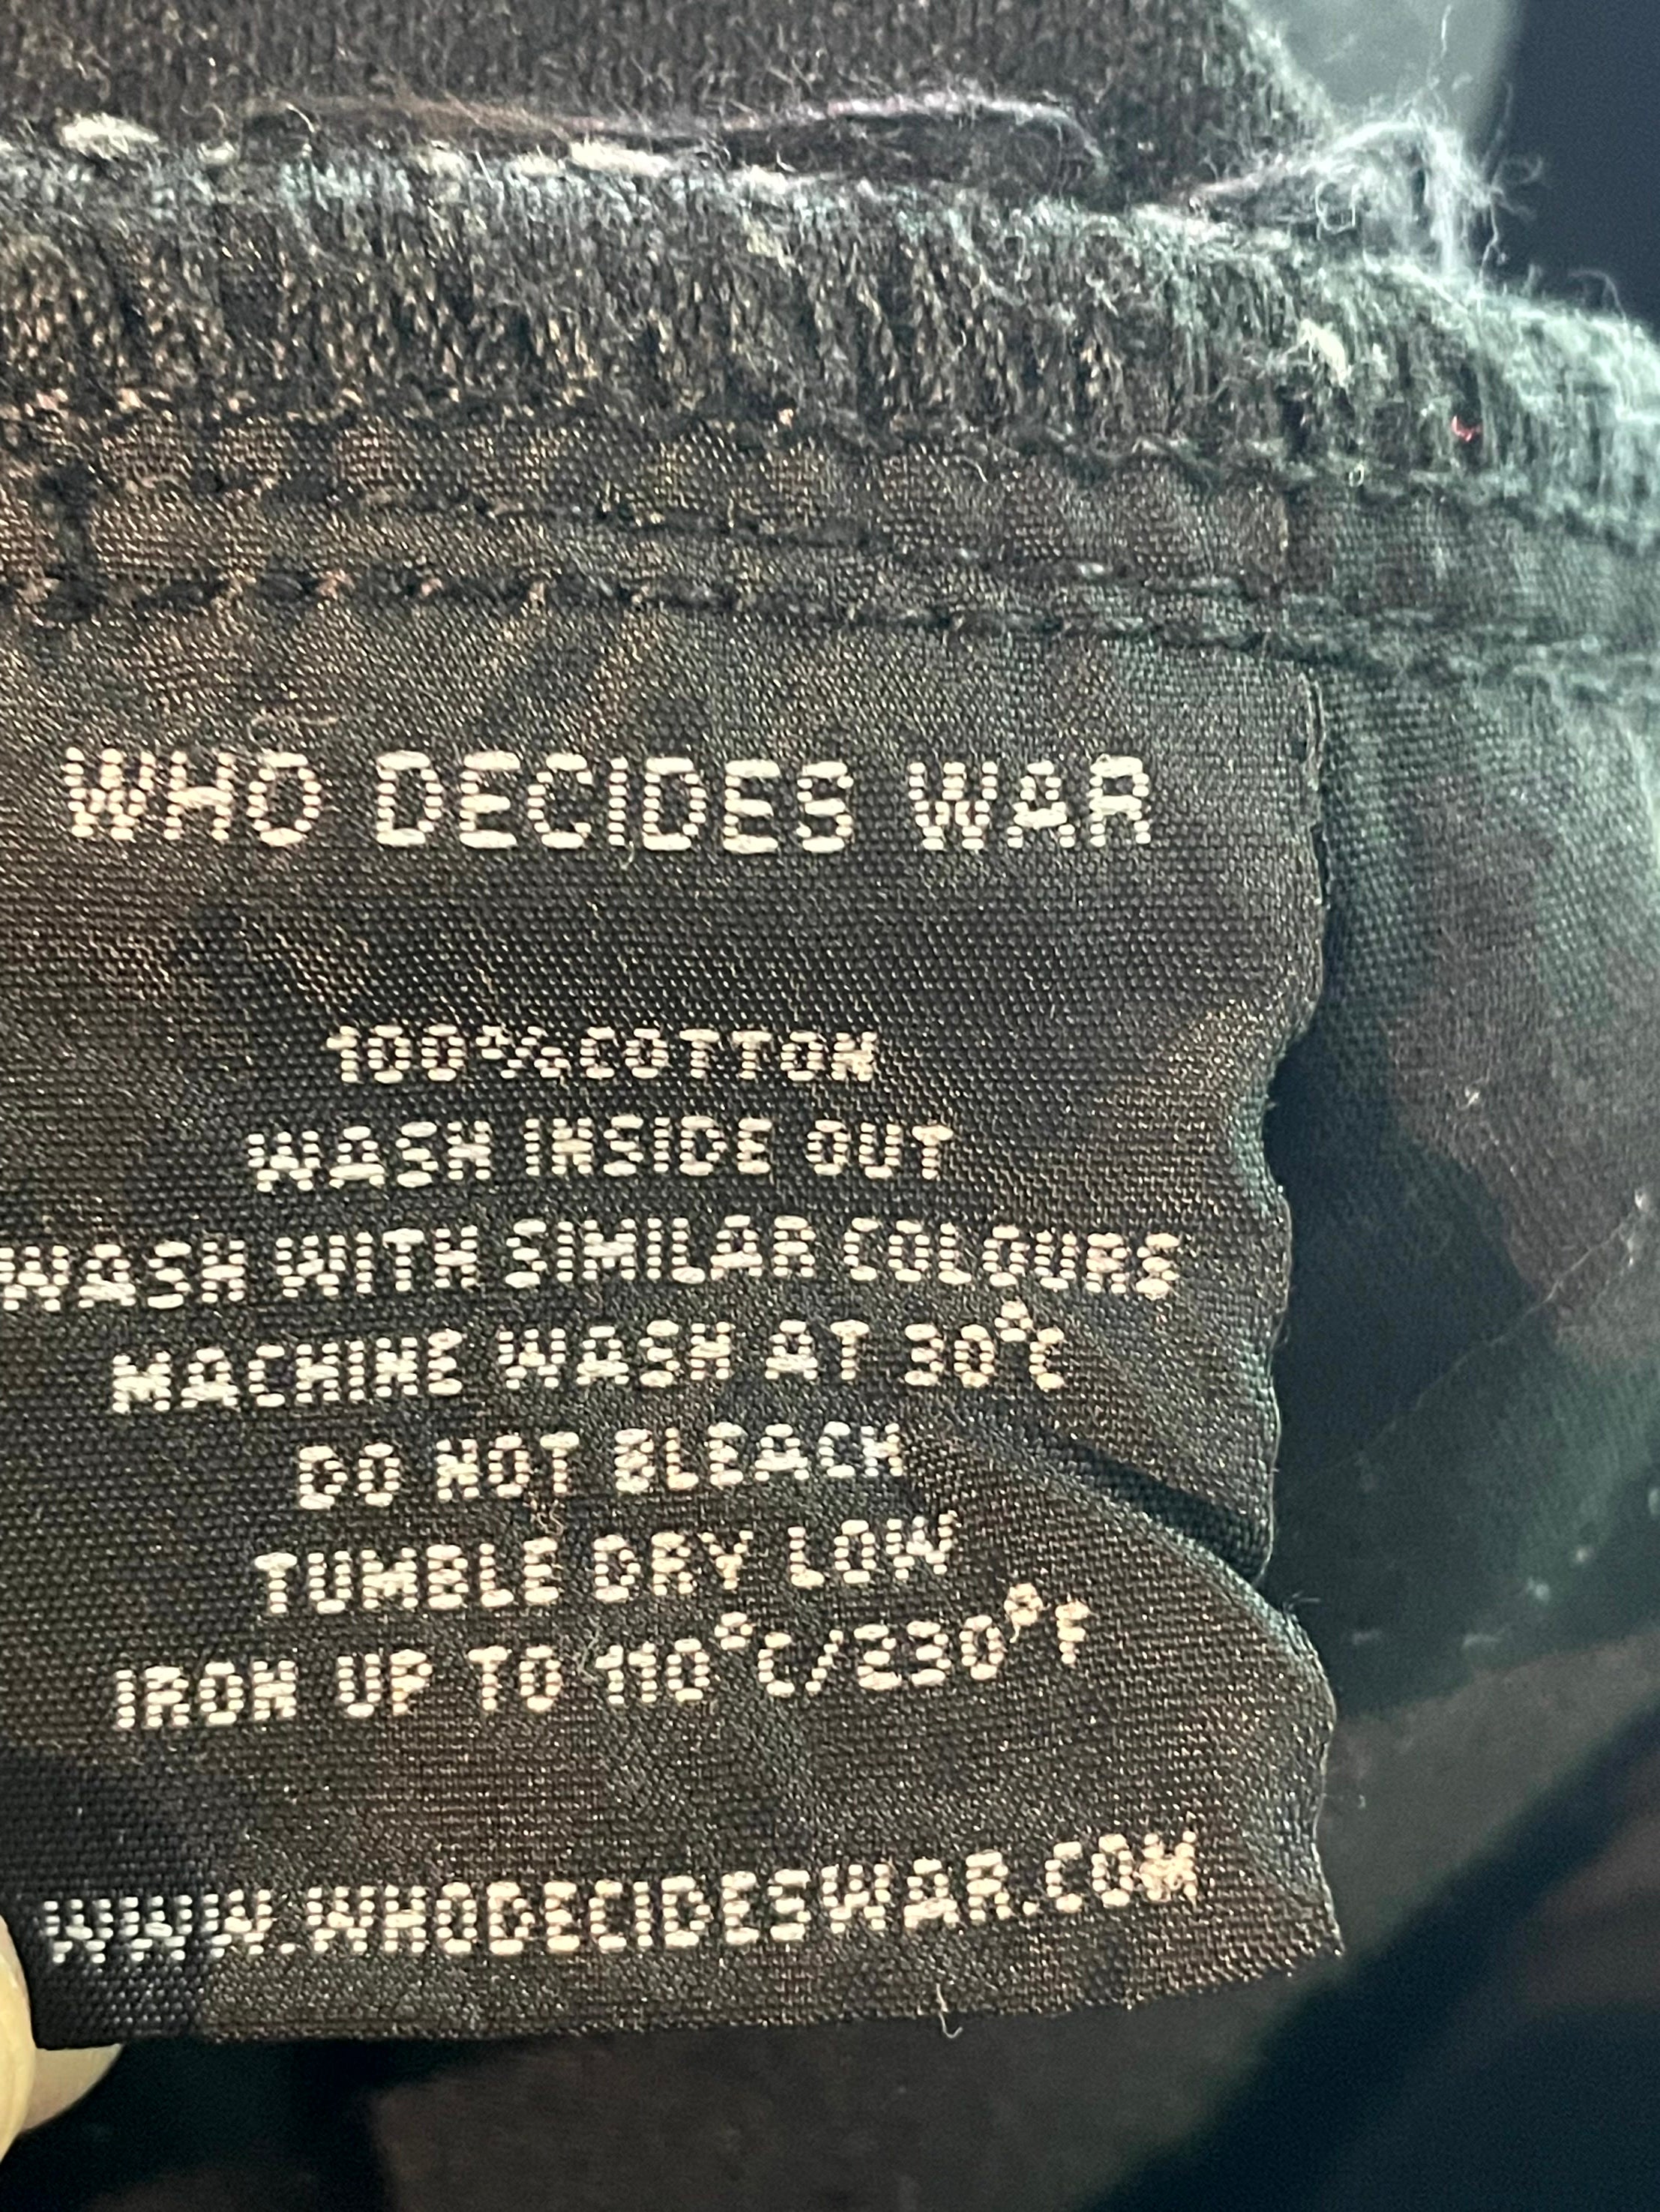 WHO DECIDES WAR
100%COTTON
WASH INSIDE OUT
WASH WITH SIMILAR COLOURS
MACHINE WASH AT 30°C
DO NOT BLEACH
TUMBLE DRY LOW
IRON UP TO 110°C/230°F
WWW.WHODECIDESWAR.COM